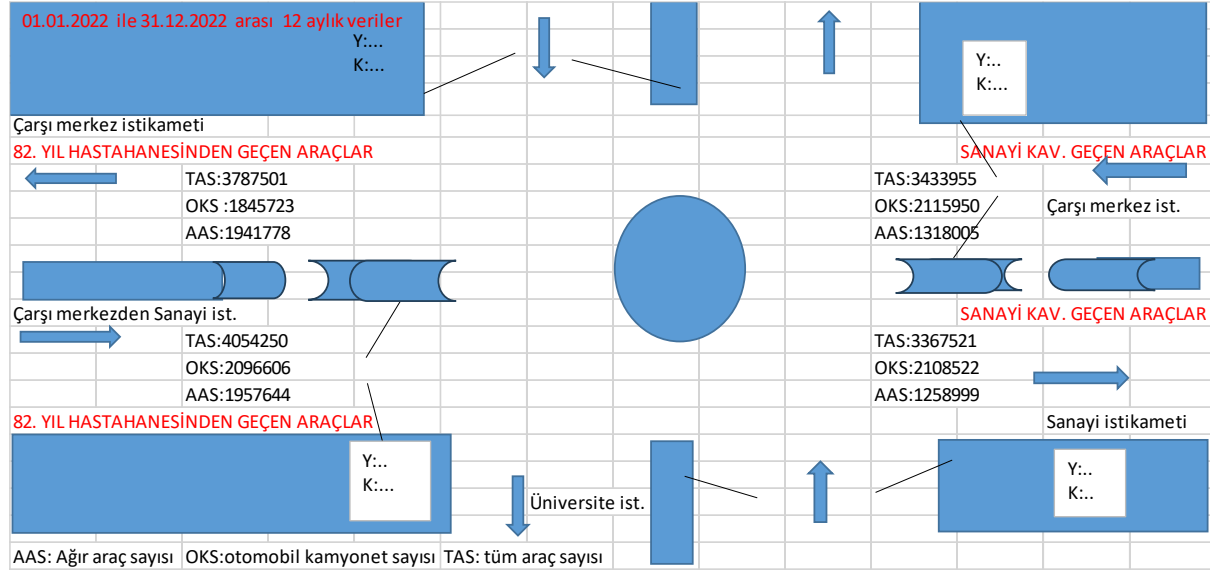 01.01.2022 ile 31.12.2022 arası 12 aylık veriler
Y:...
K:...
Y:..
K:...
Çarşı merkez istikameti
82. YIL HASTAHANESİNDEN GEÇEN ARAÇLAR
SANAYİ KAV. GEÇEN ARAÇLAR
TAS:3787501
TAS:3433955
OKS :1845723
OKS:2115950
Çarşı merkez ist.
AAS:1941778
AAS:1318005
Çarşı merkezden Sanayi ist.
SANAYİ KAV. GEÇEN ARAÇLAR
TAS:4054250
TAS:3367521
OKS:2096606
OKS:2108522
AAS:1957644
AAS:1258999
82. YIL HASTAHANESİNDEN GEÇEN ARAÇLAR
Sanayi istikameti
Y:..
K:...
Y:..
K:..
Üniversite ist.
AAS: Ağır araç sayısı OKS:otomobil kamyonet sayısı TAS: tüm araç sayısı